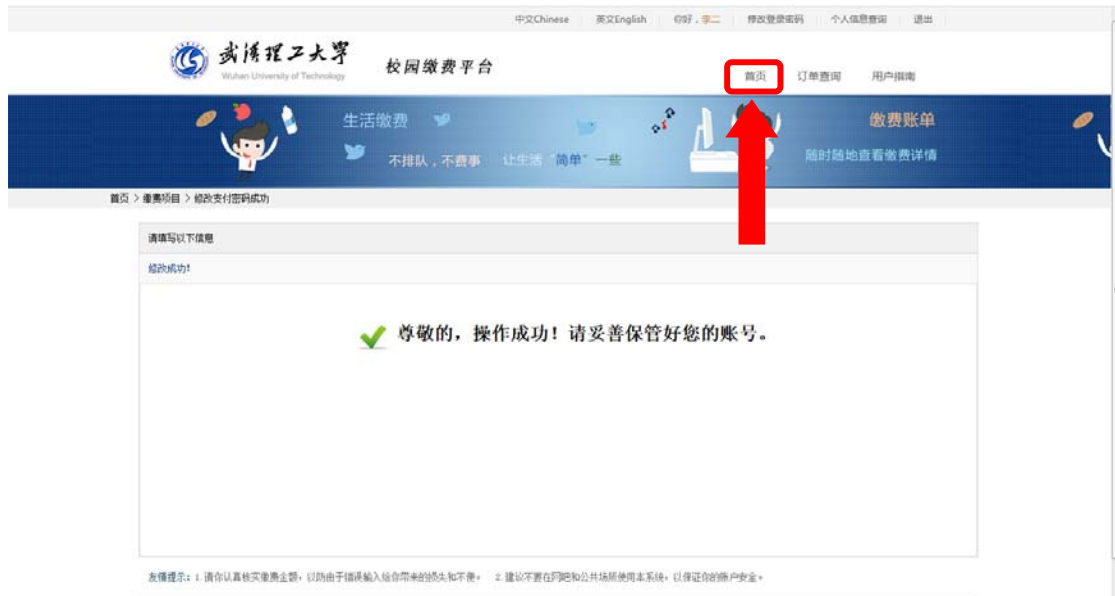 中文Chinese 英文English 你好，李二 修改登录密码 个人信息查询 退出
武汉理工大学
Wuhan University of Technology
校园缴费平台
首页 订单查询 用户指南
生活缴费
不排队，不费事 让生活“简单”一些
缴费账单
随时随地查看缴费详情
首页 > 缴费项目 > 修改支付密码成功
请填写以下信息
修改成功!
尊敬的，操作成功！请妥善保管好您的账号。
友情提示：1.请你认真核实缴费金额，以防由于错误输入给你带来的损失和不便。 2.建议不要在网吧和公共场所使用本系统，以保证你的账户安全。